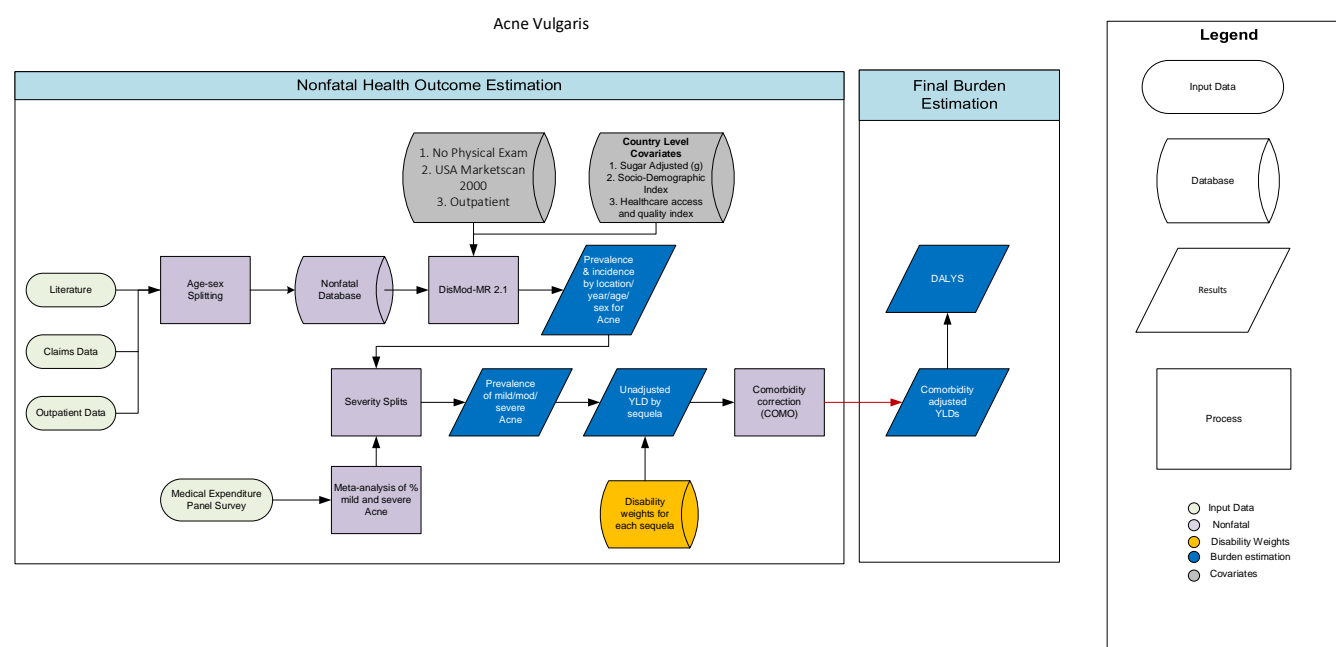 Acne Vulgaris
Nonfatal Health Outcome Estimation
Final Burden
Estimation
1. No Physical Exam
2. USA Marketscan
2000
3. Outpatient
Country Level
Covariates
1. Sugar Adjusted (g)
2. Socio-Demographic
Index
3. Healthcare access
and quality index
Literature
Claims Data
Outpatient Data
Age-sex
Splitting
Nonfatal
Database
DisMod-MR 2.1
Prevalence
& incidence
by location/
year/age/
sex for
Acne
DALYS
Severity Splits
Prevalence
of mild/mod/
severe
Acne
Unadjusted
YLD by
sequela
Comorbidity
correction
(COMO)
Comorbidity
adjusted
YLDs
Medical Expenditure
Panel Survey
Meta-analysis of %
mild and severe
Acne
Disability
weights for
each sequela
Legend
Input Data
Database
Results
Process
Input Data
Nonfatal
Disability Weights
Burden estimation
Covariates